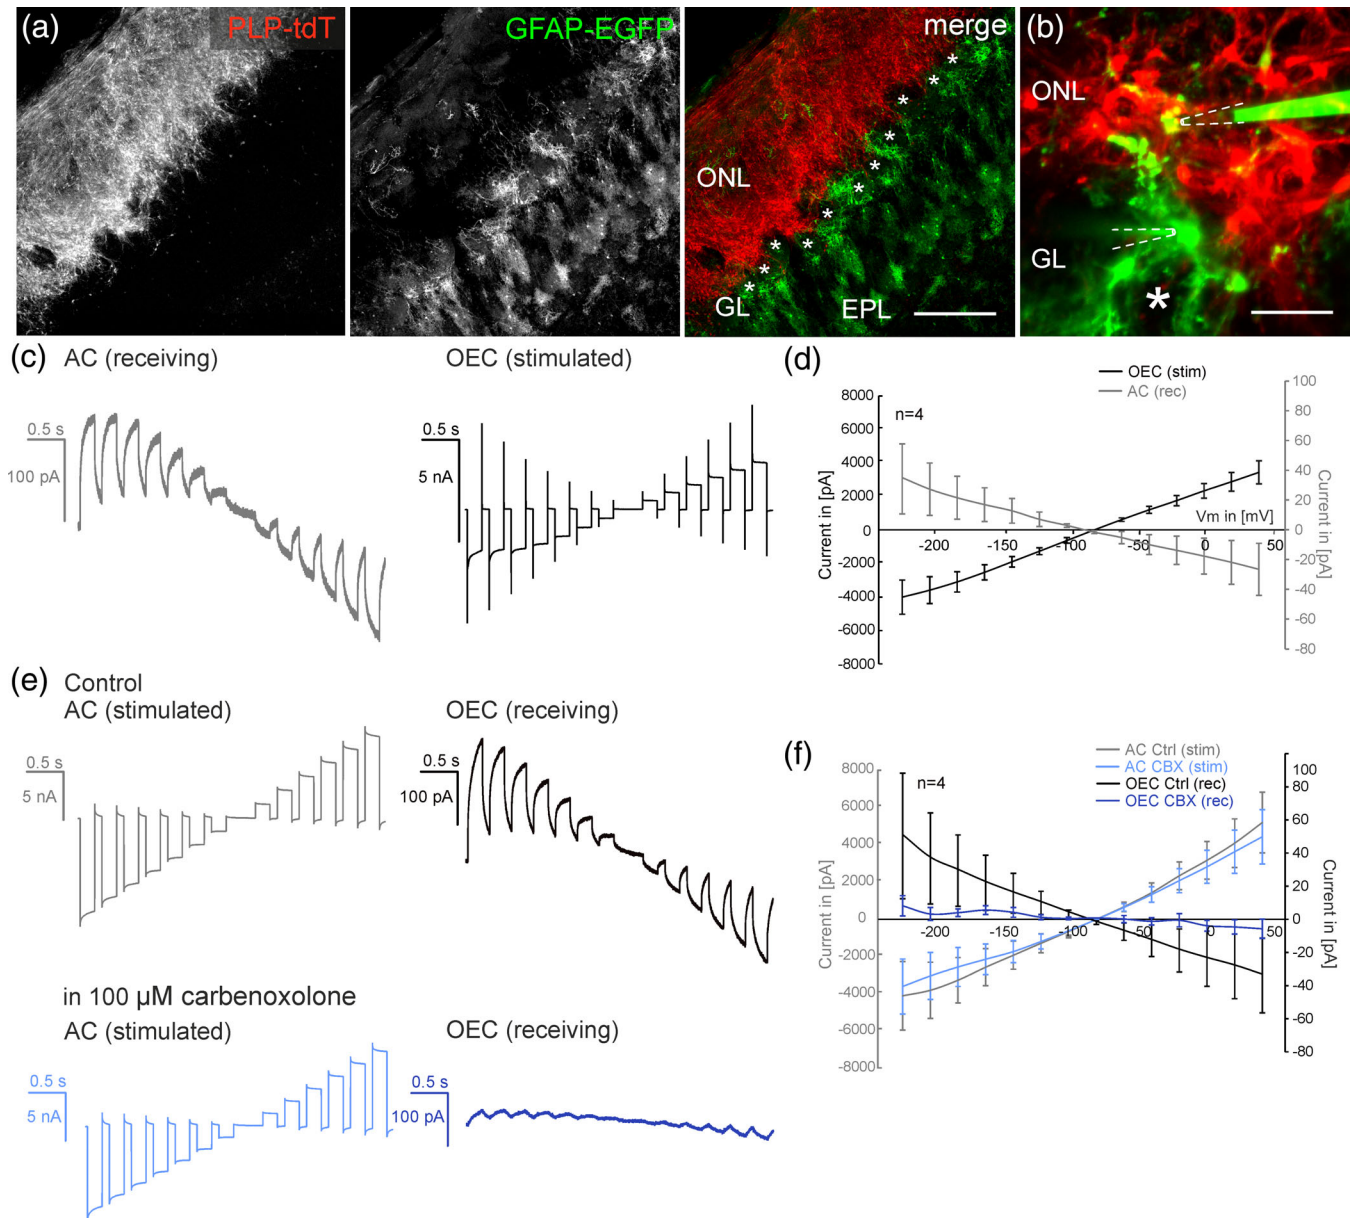 (a)
PLP-tdT
GFAP-EGFP
merge
ONL
GL
EPL
* * * * * * * * * *
(b)
ONL
GL
*
(c)
AC (receiving)
0.5 s
100 pA
OEC (stimulated)
0.5 s
5 nA
(d)
OEC (stim)
AC (rec)
n=4
8000
6000
4000
2000
0
-2000
-4000
-6000
-8000
Current in [pA]
-200 -150 -100 -50 0 50
Vm in [mV]
100
80
60
40
20
0
-20
-40
-60
-80
Current in [pA]
(e)
Control
AC (stimulated)
0.5 s
5 nA
OEC (receiving)
0.5 s
100 pA
in 100 µM carbenoxolone
AC (stimulated)
0.5 s
5 nA
OEC (receiving)
0.5 s
100 pA
(f)
AC Ctrl (stim)
AC CBX (stim)
OEC Ctrl (rec)
OEC CBX (rec)
n=4
8000
6000
4000
2000
0
-2000
-4000
-6000
-8000
Current in [pA]
-200 -150 -100 -50 0 50
100
80
60
40
20
0
-20
-40
-60
-80
Current in [pA]